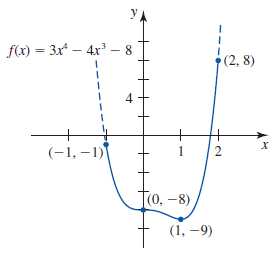 y
f(x) = 3x⁴ − 4x³ − 8
(2, 8)
4
(−1, −1)
1
2
x
(0, −8)
(1, −9)